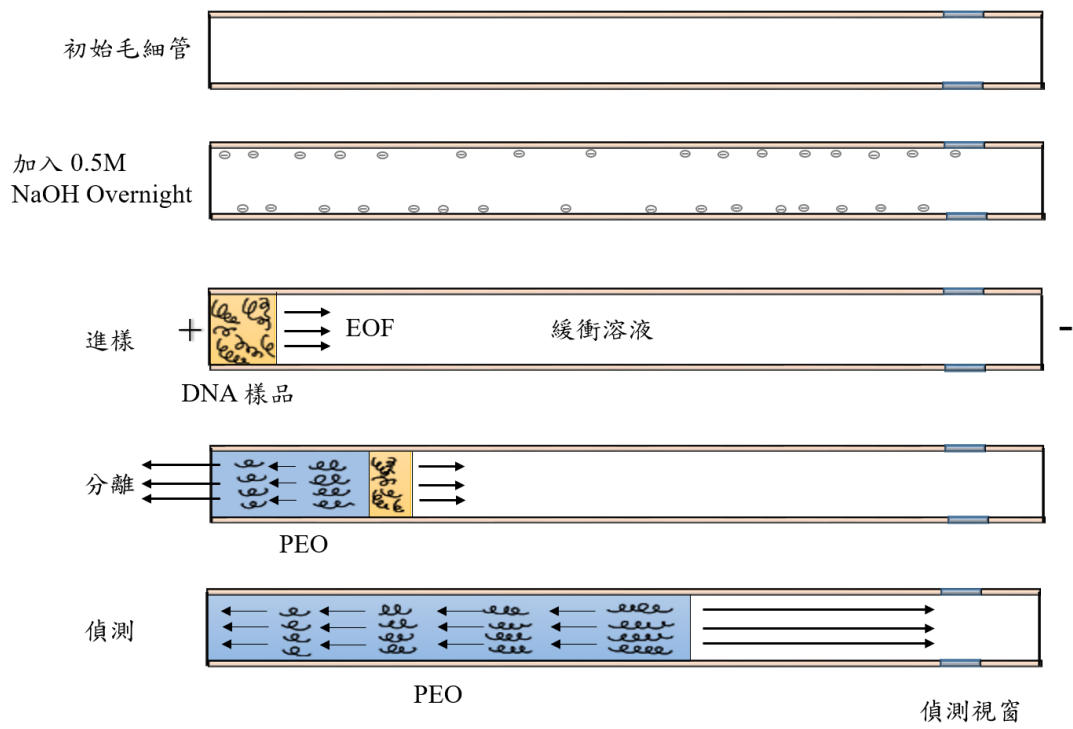 初始毛細管
加入 0.5M
NaOH Overnight
進樣
+
EOF
緩衝溶液
-
DNA 樣品
分離
PEO
偵測
PEO
偵測視窗